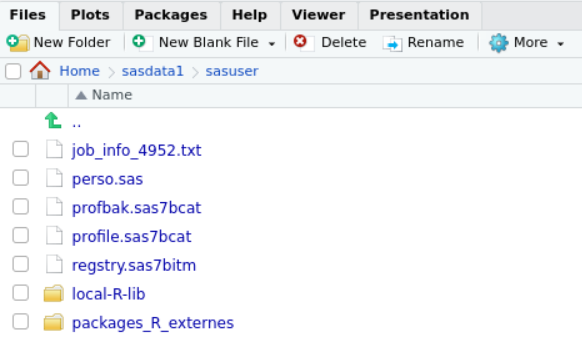 Files Plots Packages Help Viewer Presentation
New Folder New Blank File Delete Rename More
Home sasdata1 sasuser
Name
..
job_info_4952.txt
perso.sas
profbak.sas7bcat
profile.sas7bcat
registry.sas7bitm
local-R-lib
packages_R_externes